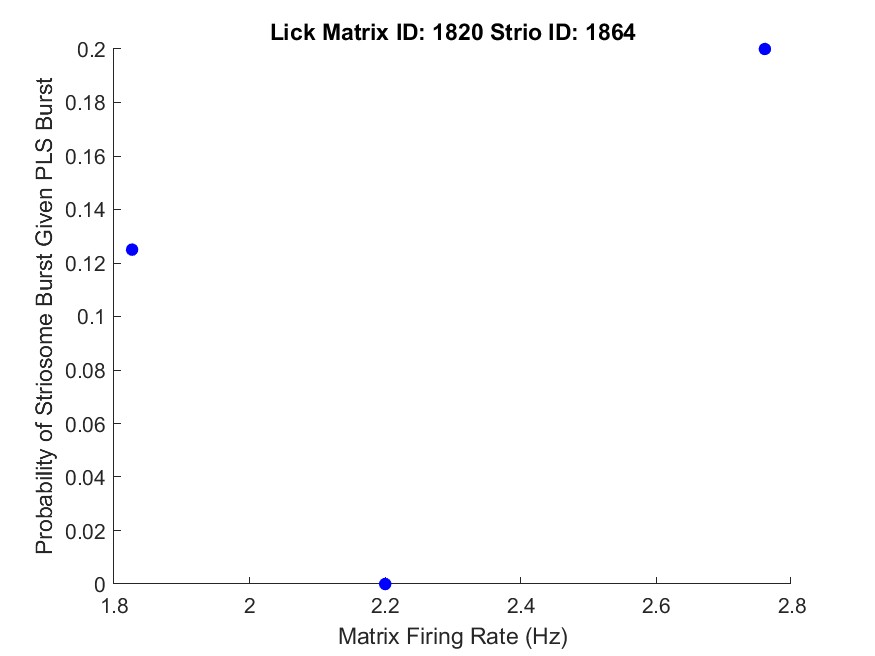 Lick Matrix ID: 1820 Strio ID: 1864
Probability of Striosome Burst Given PLS Burst
0.2
0.18
0.16
0.14
0.12
0.1
0.08
0.06
0.04
0.02
0
1.8 2 2.2 2.4 2.6 2.8
Matrix Firing Rate (Hz)